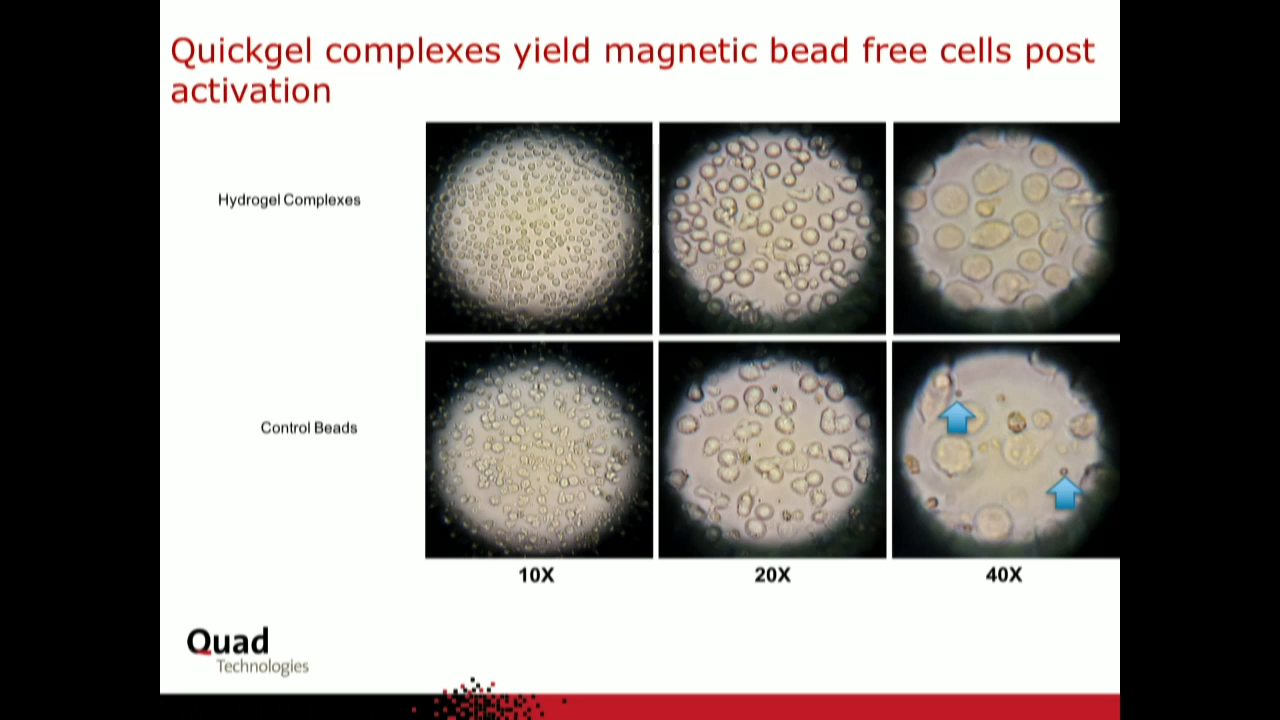 Quickgel complexes yield magnetic bead free cells post
activation
Hydrogel Complexes
Control Beads
10X
20X
40X
Quad
Technologies